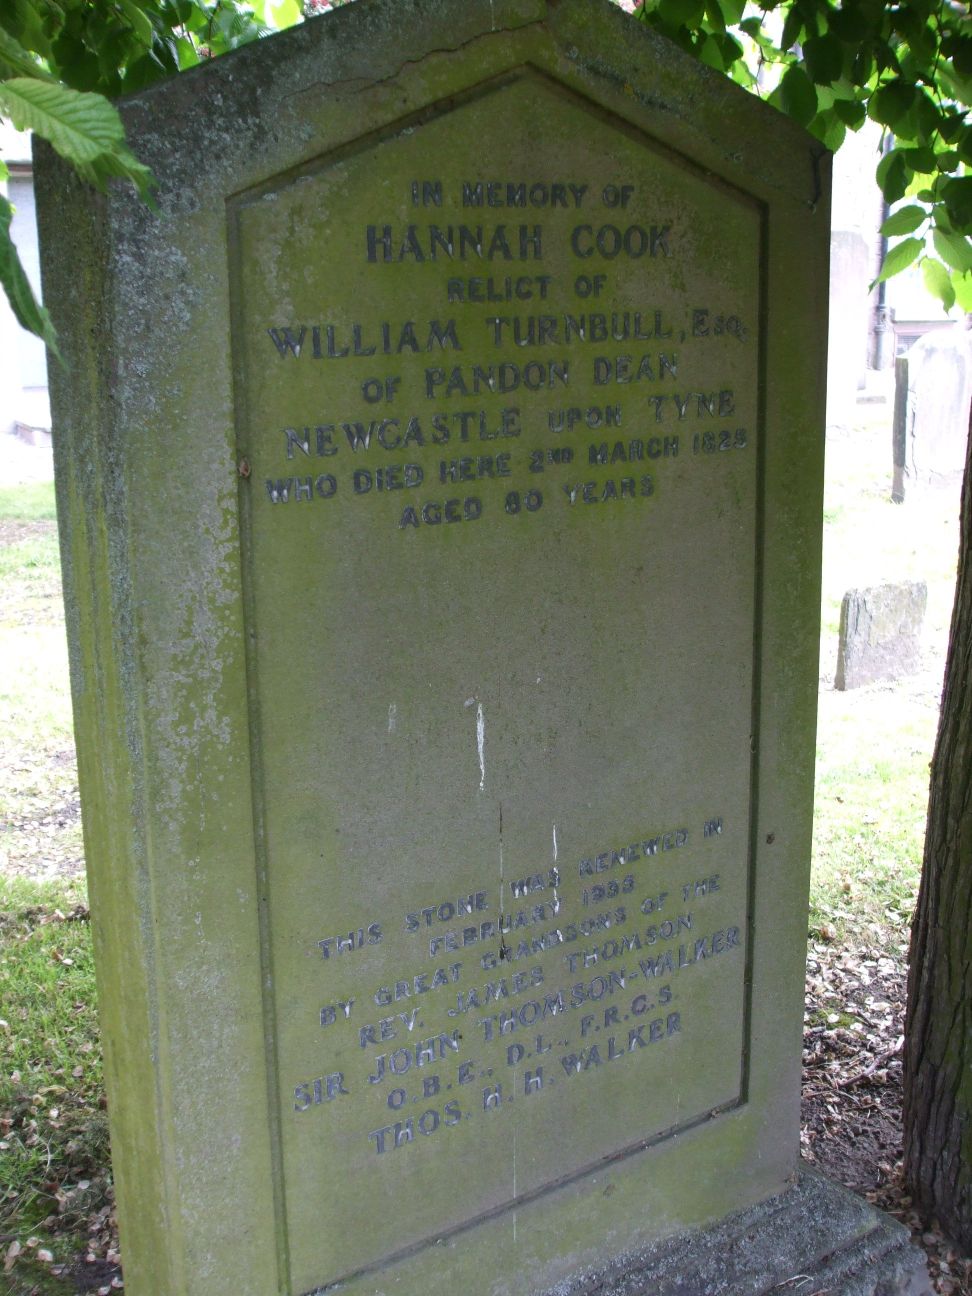 IN MEMORY OF
HANNAH COOK
RELICT OF
WILLIAM TURNBULL, ESQ.
OF PANDON DEAN
NEWCASTLE UPON TYNE
WHO DIED HERE 2ND MARCH 1825
AGED 80 YEARS
THIS STONE WAS RENEWED IN
FEBRUARY 1935
BY GREAT GRANDSONS OF THE
REV. JAMES THOMSON
SIR JOHN THOMSON-WALKER
O.B.E., D.L., F.R.C.S.
THOS. H. H. WALKER